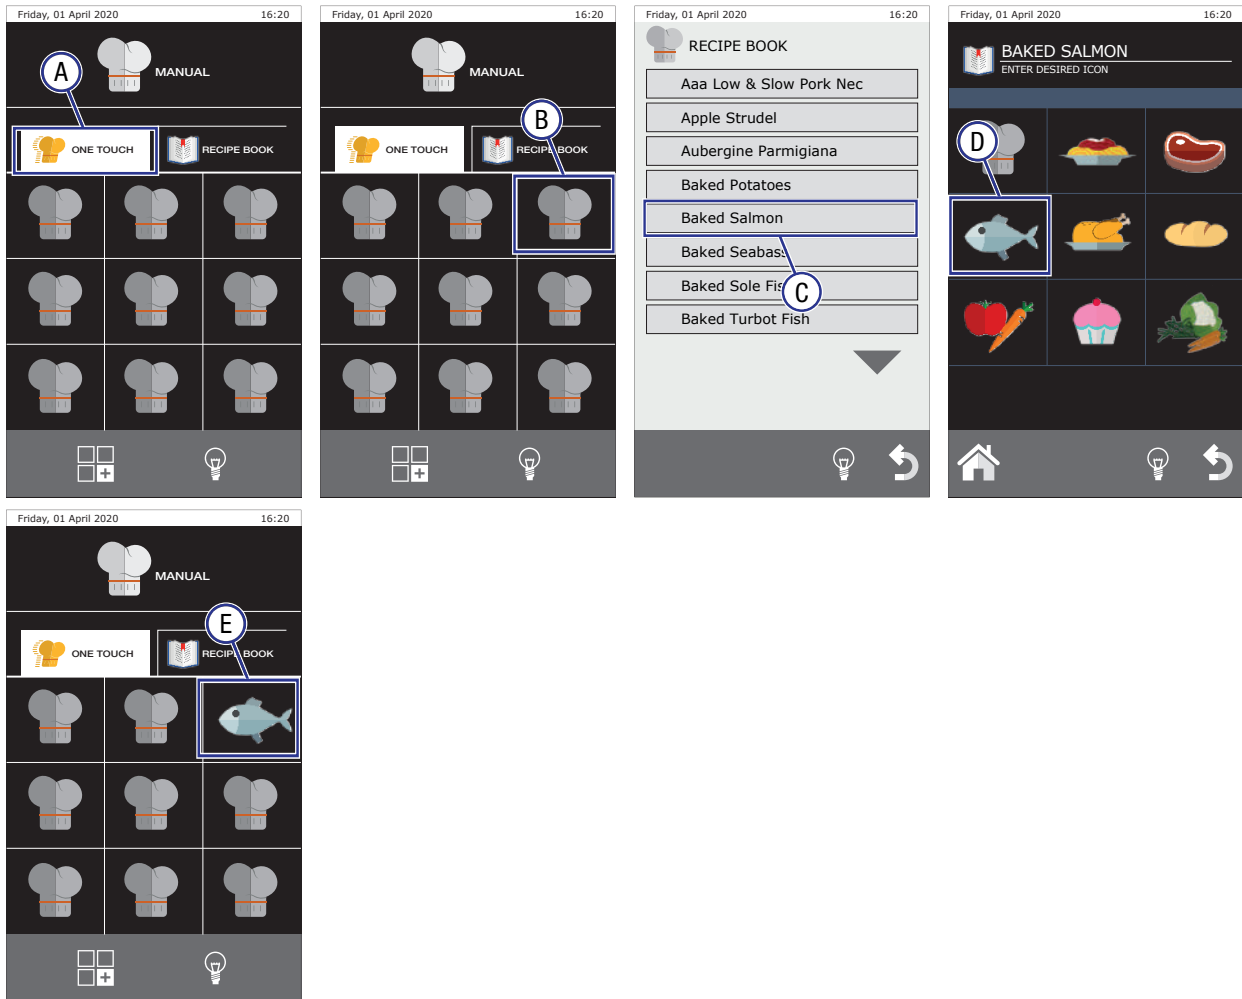 Friday, 01 April 2020 16:20
MANUAL
A
ONE TOUCH
RECIPE BOOK
Friday, 01 April 2020 16:20
MANUAL
B
ONE TOUCH
RECIPE BOOK
Friday, 01 April 2020 16:20
RECIPE BOOK
Aaa Low & Slow Pork Nec
Apple Strudel
Aubergine Parmigiana
Baked Potatoes
Baked Salmon
Baked Seabass
Baked Sole Fis
C
Baked Turbot Fish
Friday, 01 April 2020 16:20
BAKED SALMON
ENTER DESIRED ICON
D
Friday, 01 April 2020 16:20
MANUAL
E
ONE TOUCH
RECIPE BOOK